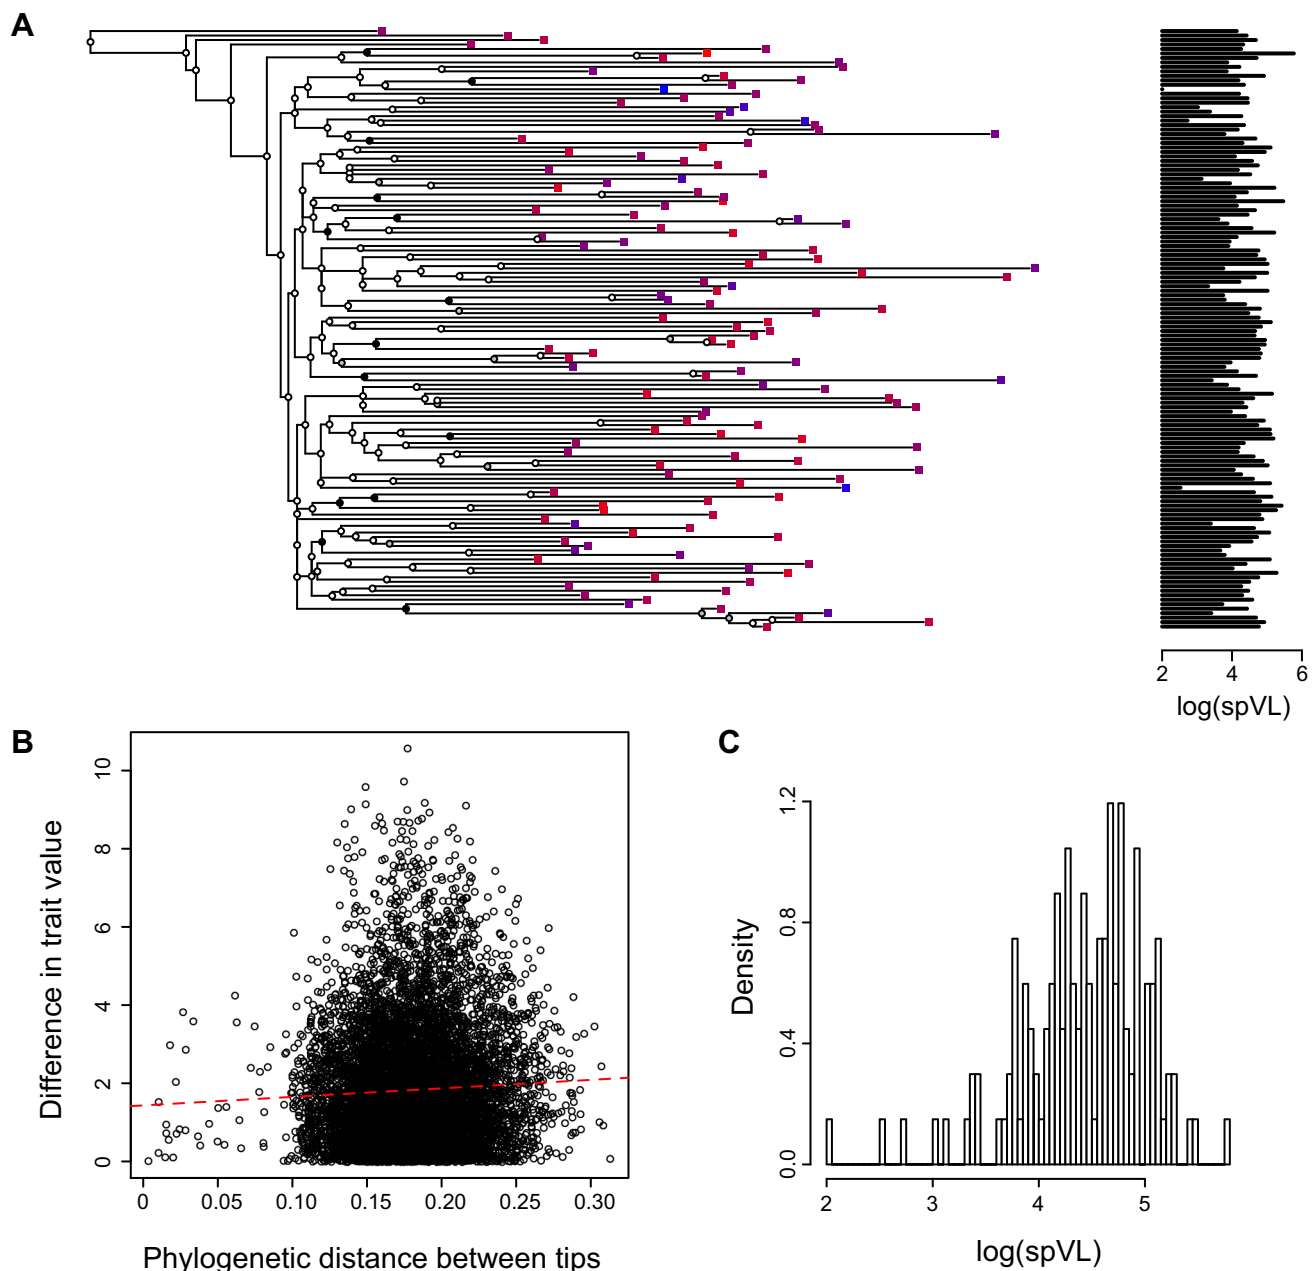 A
2 4 6
log(spVL)
B
Difference in trait value
0 2 4 6 8 10
0 0.05 0.10 0.15 0.20 0.25 0.30
Phylogenetic distance between tips
C
Density
0.0 0.4 0.8 1.2
2 3 4 5
log(spVL)